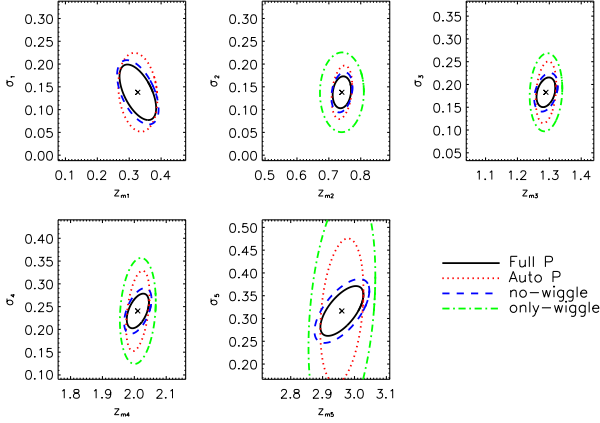 0.30
0.25
0.20
0.15
0.10
0.05
0.00
σ1
0.1 0.2 0.3 0.4
zm1
0.30
0.25
0.20
0.15
0.10
0.05
0.00
σ2
0.5 0.6 0.7 0.8
zm2
0.35
0.30
0.25
0.20
0.15
0.10
0.05
σ3
1.1 1.2 1.3 1.4
zm3
0.40
0.35
0.30
0.25
0.20
0.15
0.10
σ4
1.8 1.9 2.0 2.1
zm4
0.45
0.40
0.35
0.30
0.25
0.20
σ5
2.8 2.9 3.0 3.1
zm5
Full P
Auto P
no-wiggle
only-wiggle